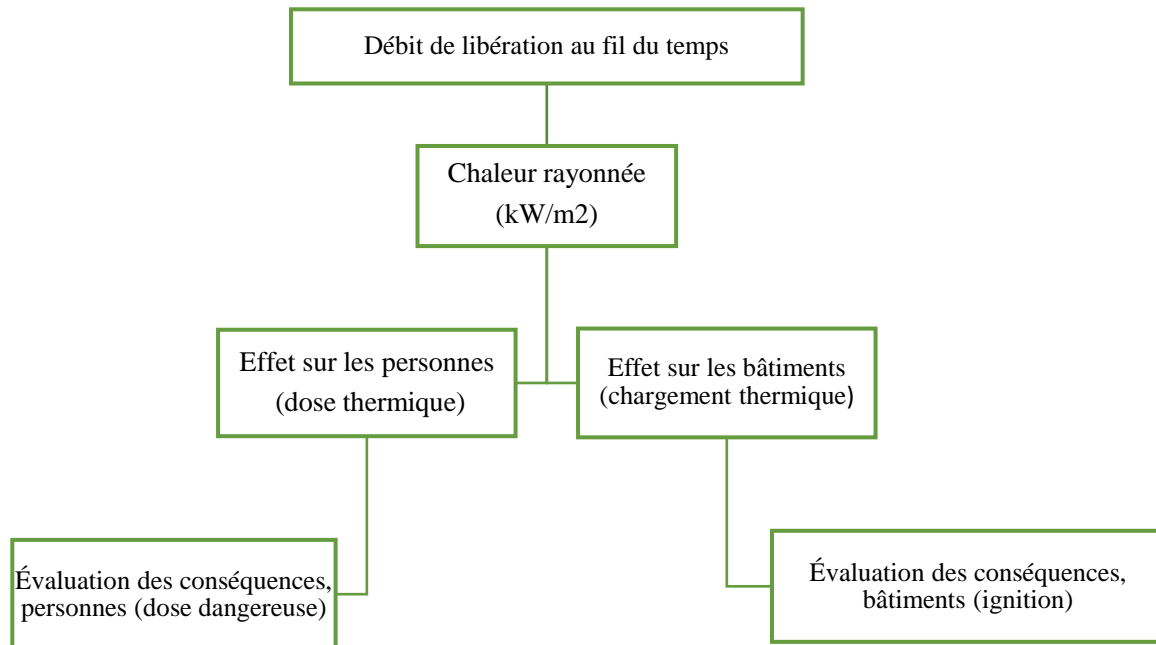 Débit de libération au fil du temps
Chaleur rayonnée
(kW/m2)
Effet sur les personnes
(dose thermique)
Effet sur les bâtiments
(chargement thermique)
Évaluation des conséquences,
personnes (dose dangereuse)
Évaluation des conséquences,
bâtiments (ignition)